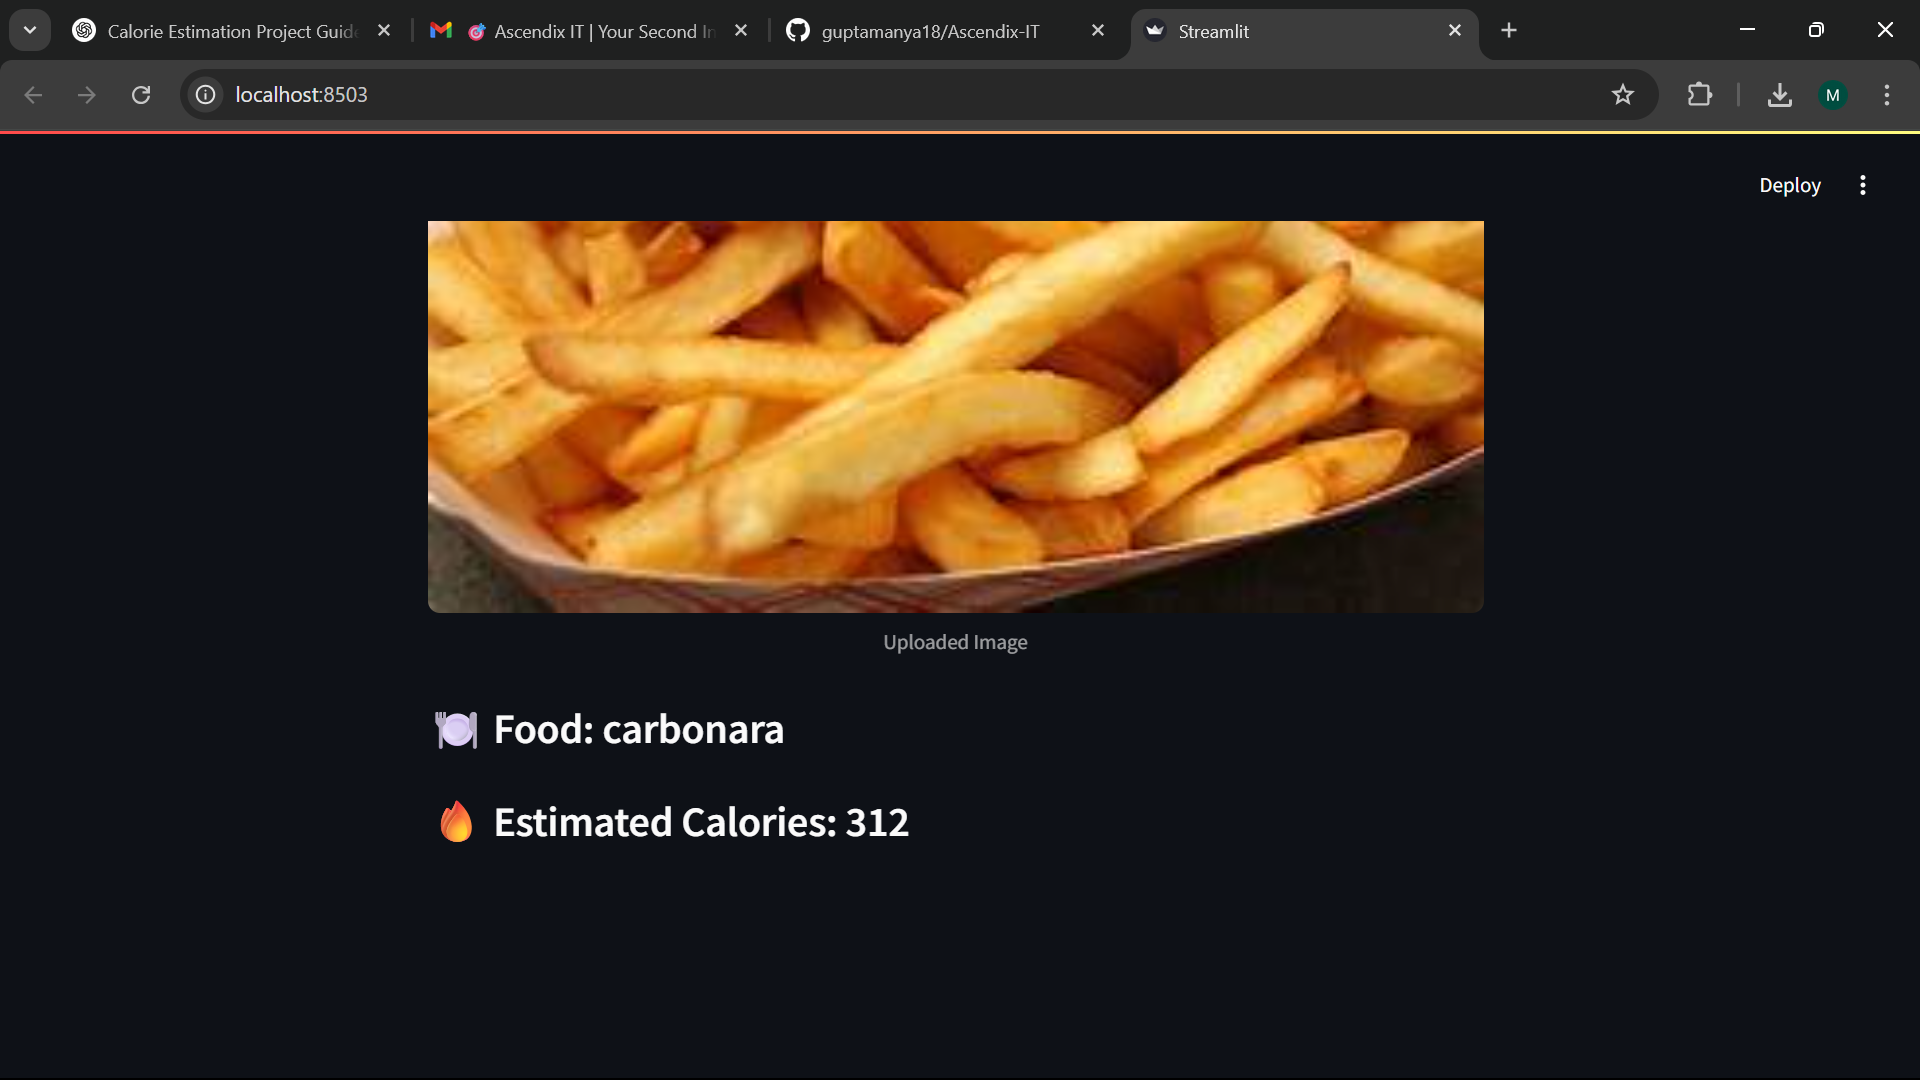 Calorie Estimation Project Guide
Ascendix IT | Your Second In
guptamanya18/Ascendix-IT
Streamlit
localhost:8503
M
Deploy
Uploaded Image
Food: carbonara
Estimated Calories: 312